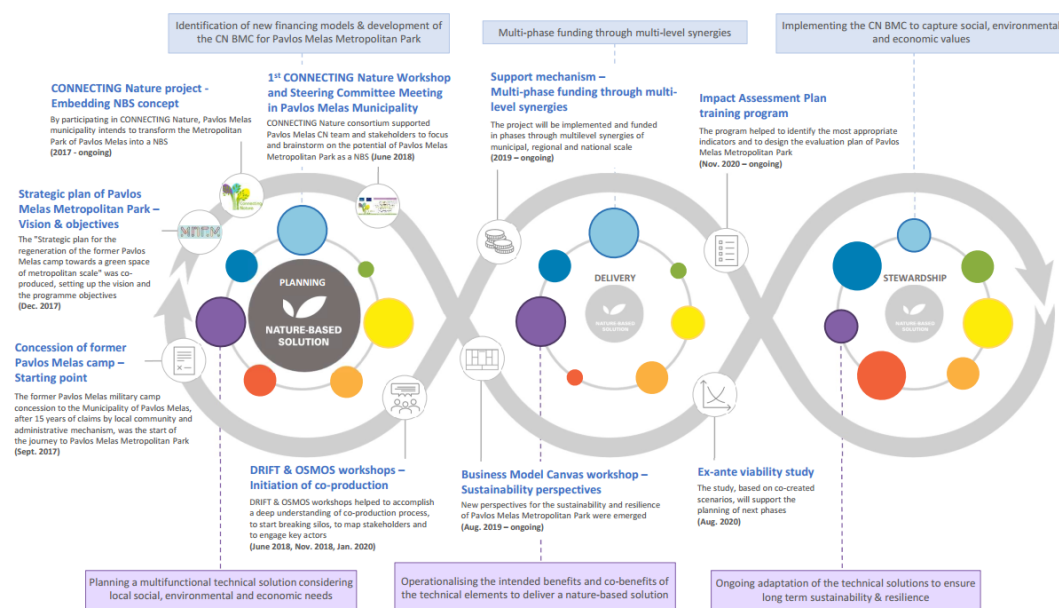 Identification of new financing models & development of
the CN BMC for Pavlos Melas Metropolitan Park
Multi-phase funding through multi-level synergies
Implementing the CN BMC to capture social, environmental
and economic values
CONNECTING Nature project -
Embedding NBS concept
By participating in CONNECTING Nature, Pavlos Melas
municipality intends to transform the Metropolitan
Park of Pavlos Melas into a NBS
(2017 - ongoing)
1st CONNECTING Nature Workshop
and Steering Committee Meeting
in Pavlos Melas Municipality
CONNECTING Nature consortium supported
Pavlos Melas CN team and stakeholders to focus
and brainstorm on the potential of Pavlos Melas
Metropolitan Park as a NBS (June 2018)
Support mechanism –
Multi-phase funding through multi-
level synergies
The project will be implemented and funded
in phases through multilevel synergies of
municipal, regional and national scale
(2019 – ongoing)
Impact Assessment Plan
training program
The program helped to identify the most appropriate
indicators and to design the evaluation plan of Pavlos
Melas Metropolitan Park
(Nov. 2020 – ongoing)
Strategic plan of Pavlos
Melas Metropolitan Park –
Vision & objectives
The "Strategic plan for the
regeneration of the former Pavlos
Melas camp towards a green space
of metropolitan scale" was co-
produced, setting up the vision and
the programme objectives
(Dec. 2017)
Connecting
Nature
PLANNING
NATURE-BASED
SOLUTION
DELIVERY
NATURE-BASED
SOLUTION
STEWARDSHIP
NATURE-BASED
SOLUTION
Concession of former
Pavlos Melas camp –
Starting point
The former Pavlos Melas military camp
concession to the Municipality of Pavlos Melas,
after 15 years of claims by local community and
administrative mechanism, was the start of
the journey to Pavlos Melas Metropolitan Park
(Sept. 2017)
DRIFT & OSMOS workshops –
Initiation of co-production
DRIFT & OSMOS workshops helped to accomplish
a deep understanding of co-production process,
to start breaking silos, to map stakeholders and
to engage key actors
(June 2018, Nov. 2018, Jan. 2020)
Business Model Canvas workshop –
Sustainability perspectives
New perspectives for the sustainability and resilience
of Pavlos Melas Metropolitan Park were emerged
(Aug. 2019 – ongoing)
Ex-ante viability study
The study, based on co-created
scenarios, will support the
planning of next phases
(Aug. 2020)
Planning a multifunctional technical solution considering
local social, environmental and economic needs
Operationalising the intended benefits and co-benefits of
the technical elements to deliver a nature-based solution
Ongoing adaptation of the technical solutions to ensure
long term sustainability & resilience